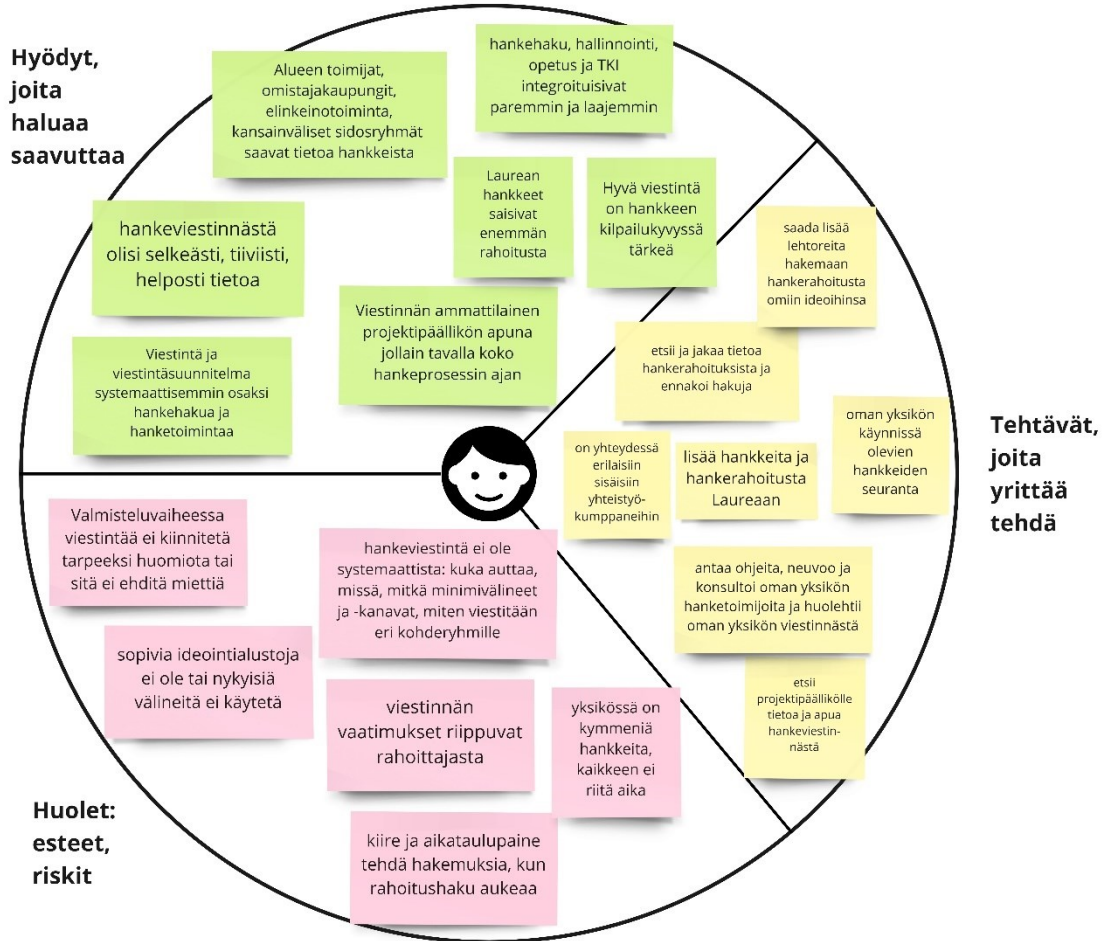 Hyödyt,
joita
haluaa
saavuttaa
Alueen toimijat,
omistajakaupungit,
elinkeinotoiminta,
kansainväliset sidosryhmät
saavat tietoa hankkeista
hankehaku, hallinnointi,
opetus ja TKI
integroituisivat
paremmin ja laajemmin
hankeviestinnästä
olisi selkeästi, tiiviisti,
helposti tietoa
Laurean
hankkeet
saisivat
enemmän
rahoitusta
Hyvä viestintä
on hankkeen
kilpailukyvyssä
tärkeä
Viestintä ja
viestintäsuunnitelma
systemaattisemmin osaksi
hankehakua ja
hanketoimintaa
Viestinnän ammattilainen
projektipäällikön apuna
jollain tavalla koko
hankeprosessin ajan
Tehtävät,
joita
yrittää
tehdä
saada lisää
lehtoreita
hakemaan
hankerahoitusta
omiin ideoihinsa
etsii ja jakaa tietoa
hankerahoituksista ja
ennakoi hakuja
oman yksikön
käynnissä
olevien
hankkeiden
seuranta
on yhteydessä
erilaisiin
sisäisiin
yhteistyö-
kumppaneihin
lisää hankkeita ja
hankerahoitusta
Laureaan
antaa ohjeita, neuvoo ja
konsultoi oman yksikön
hanketoimijoita ja huolehtii
oman yksikön viestinnästä
etsii
projektipäällikölle
tietoa ja apua
hankeviestin-
nästä
Huolet:
esteet,
riskit
Valmisteluvaiheessa
viestintää ei kiinnitetä
tarpeeksi huomiota tai
sitä ei ehditä miettiä
hankeviestintä ei ole
systemaattista: kuka auttaa,
missä, mitkä minimivälineet
ja -kanavat, miten viestitään
eri kohderyhmille
sopivia ideointialustoja
ei ole tai nykyisiä
välineitä ei käytetä
viestinnän
vaatimukset riippuvat
rahoittajasta
yksikössä on
kymmeniä
hankkeita,
kaikkeen ei
riitä aika
kiire ja aikataulupaine
tehdä hakemuksia, kun
rahoitushaku aukeaa